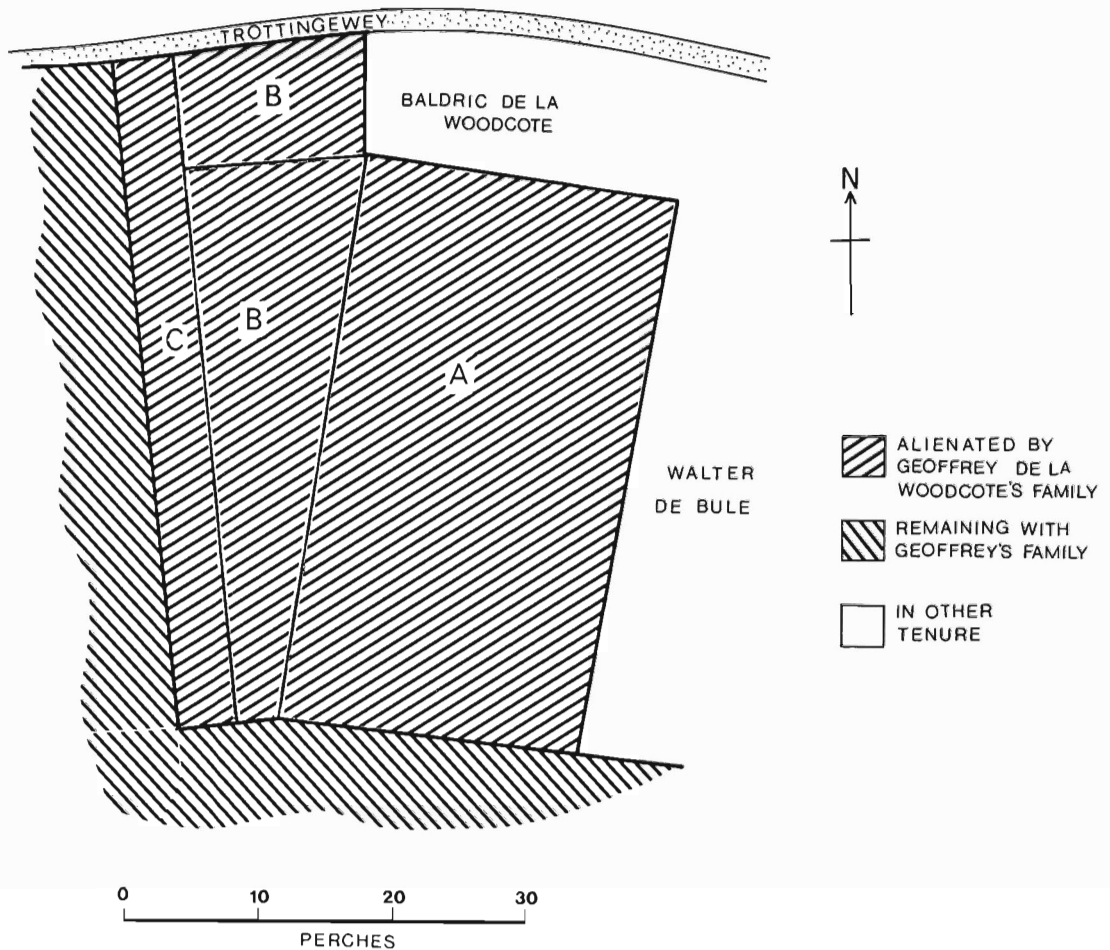 TROTTINGEWEY
B
BALDRIC DE LA
WOODCOTE
N
C
B
A
WALTER
DE BULE
ALIENATED BY
GEOFFREY DE LA
WOODCOTE'S FAMILY
REMAINING WITH
GEOFFREY'S FAMILY
IN OTHER
TENURE
0 10 20 30
PERCHES